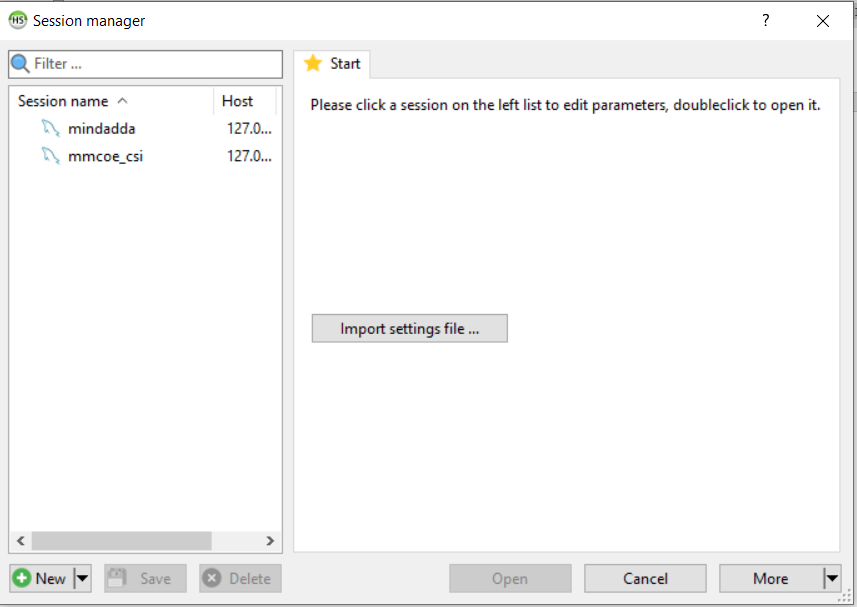 HS Session manager ?
Filter ...
Start
Session name Host
Please click a session on the left list to edit parameters, doubleclick to open it.
mindadda 127.0...
mmcoe_csi 127.0...
Import settings file ...
New Save Delete Open Cancel More